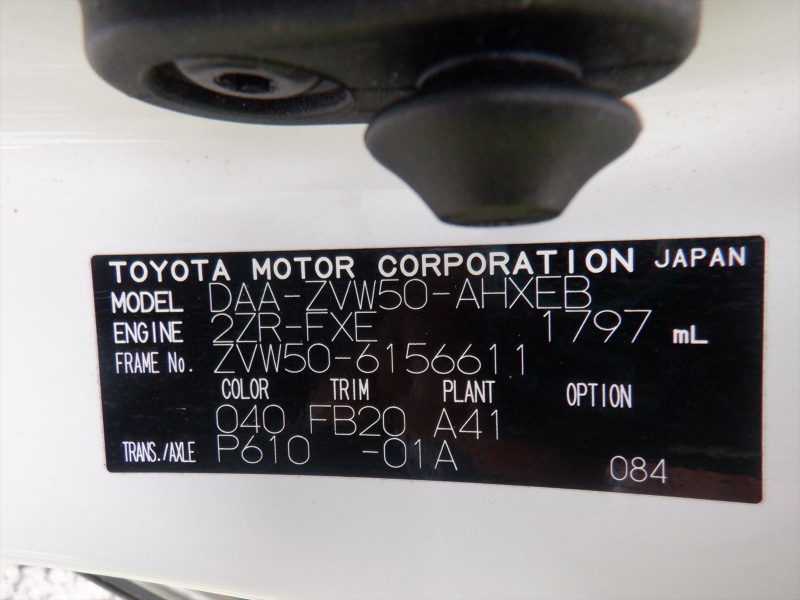 TOYOTA MOTOR CORPORATION JAPAN
MODEL DAA-ZVW50-AHXEB
ENGINE 2ZR-FXE 1797 mL
FRAME No. ZVW50-6156611
COLOR TRIM PLANT OPTION
040 FB20 A41
TRANS./AXLE P610 -01A
084